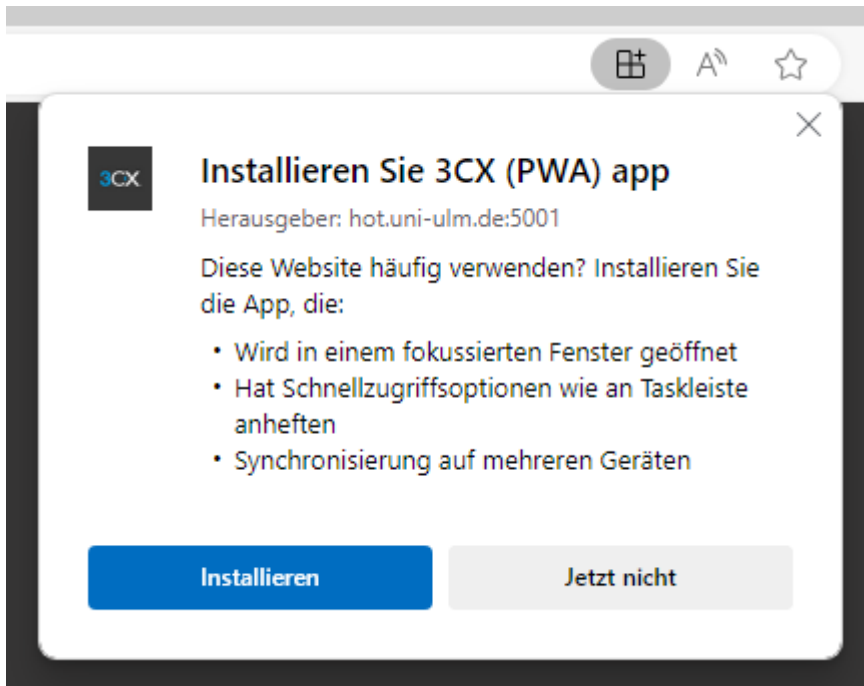 3CX
Installieren Sie 3CX (PWA) app
Herausgeber: hot.uni-ulm.de:5001
Diese Website häufig verwenden? Installieren Sie
die App, die:
• Wird in einem fokussierten Fenster geöffnet
• Hat Schnellzugriffsoptionen wie an Taskleiste
anheften
• Synchronisierung auf mehreren Geräten
Installieren
Jetzt nicht